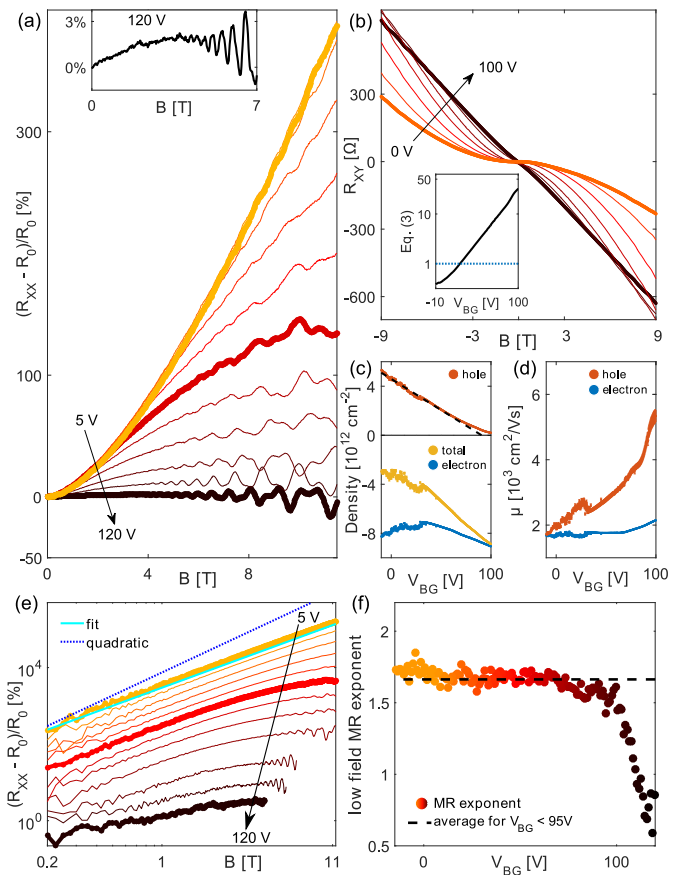 (a)
120 V
3%
0%
0
7
B [T]
300
100
0
-50
(R_XX - R_0)/R_0 [%]
5 V
120 V
0
4
8
B [T]
(b)
100 V
0 V
300
0
-300
-600
R_XY [Ω]
50
10
1
Eq. (3)
-10
100
V_BG [V]
-9
-3
3
9
B [T]
(c)
hole
4
0
total
electron
-4
-8
Density [10^12 cm^-2]
0
100
V_BG [V]
(d)
hole
electron
6
4
2
μ [10^3 cm^2/Vs]
0
100
V_BG [V]
(e)
fit
quadratic
5 V
10^4
10^0
(R_XX - R_0)/R_0 [%]
120 V
0.2
1
11
B [T]
(f)
2
1.5
1
0.5
low field MR exponent
MR exponent
average for V_BG < 95V
0
100
V_BG [V]